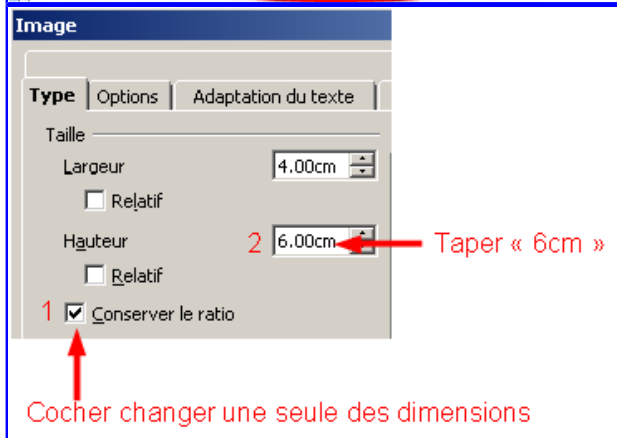 Image
Type Options Adaptation du texte
Taille
Largeur 4.00cm
Relatif
Hauteur 2 6.00cm Taper « 6cm »
Relatif
1 Conserver le ratio
Cocher changer une seule des dimensions